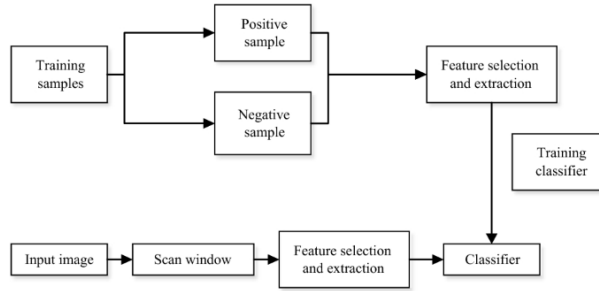 Positive
sample
Training
samples
Feature selection
and extraction
Negative
sample
Training
classifier
Input image
Scan window
Feature selection
and extraction
Classifier